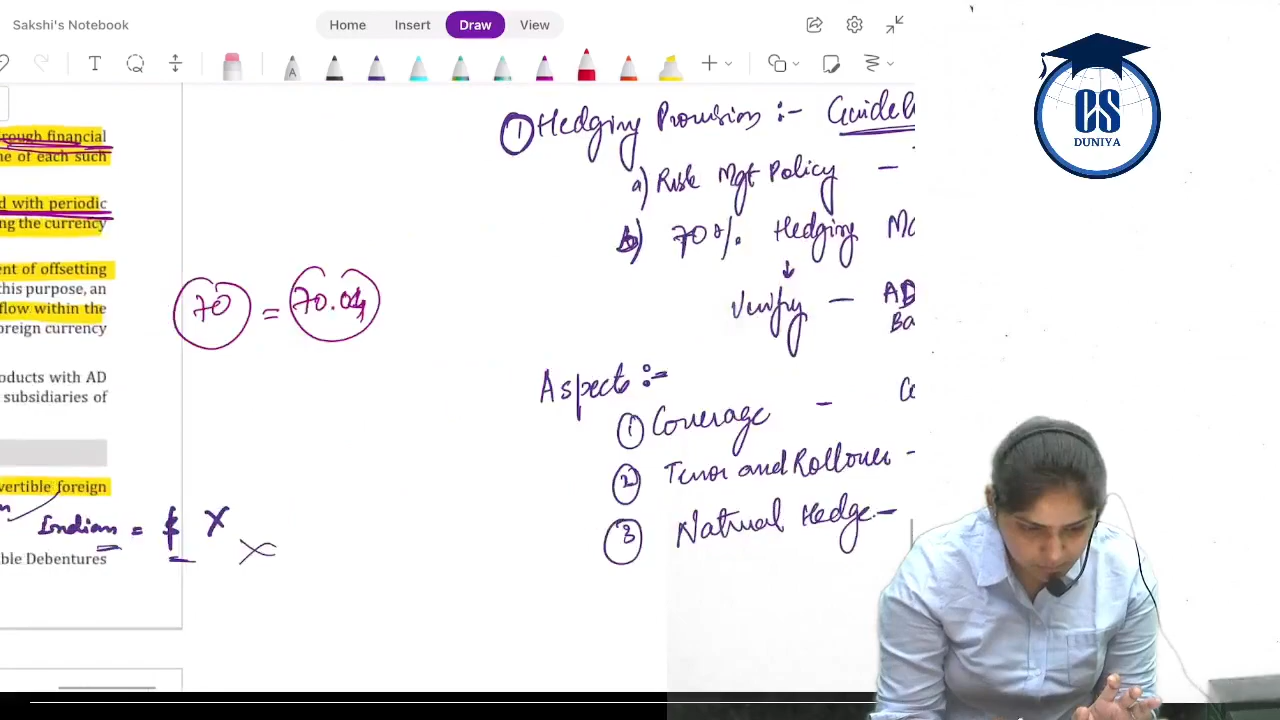 Sakshi's Notebook
Home Insert Draw View
T
A
CS
DUNIYA
rough financial
ne of each such
d with periodic
ng the currency
ent of offsetting
this purpose, an
flow within the
reign currency
oducts with AD
subsidiaries of
vertible foreign
Indian = $ X
ble Debentures
70 = 70.04
① Hedging Provision :- Guidel
a) Risk Mgt Policy -
b) 70% Hedging Mo
↓
Verify - AD
Ba
Aspects :-
① Coverage -
② Tenor and Rollover -
③ Natural Hedge. -